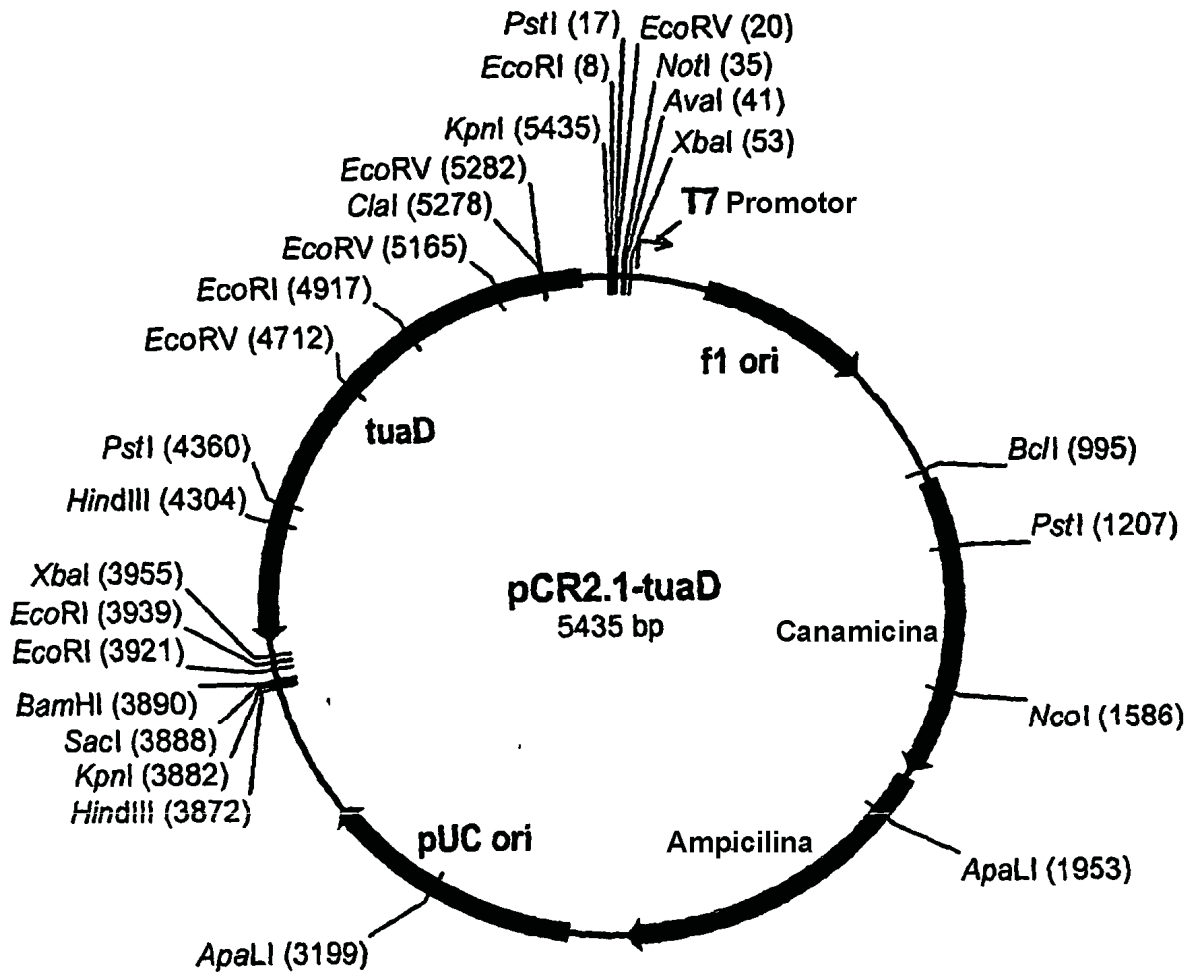 PstI (17)
EcoRV (20)
EcoRI (8)
NotI (35)
AvaI (41)
KpnI (5435)
XbaI (53)
EcoRV (5282)
ClaI (5278)
T7 Promotor
EcoRV (5165)
EcoRI (4917)
EcoRV (4712)
f1 ori
tuaD
PstI (4360)
BclI (995)
HindIII (4304)
PstI (1207)
XbaI (3955)
EcoRI (3939)
EcoRI (3921)
pCR2.1-tuaD
5435 bp
Canamicina
BamHI (3890)
NcoI (1586)
SacI (3888)
KpnI (3882)
HindIII (3872)
pUC ori
Ampicilina
ApaLI (1953)
ApaLI (3199)